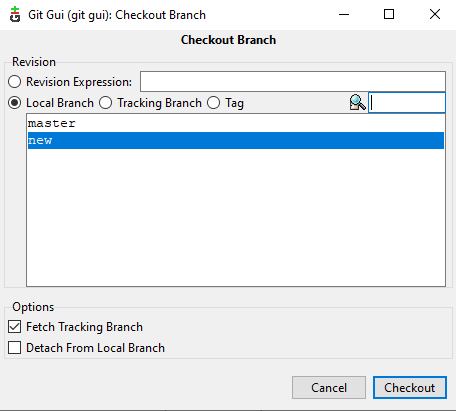 Git Gui (git gui): Checkout Branch
Checkout Branch
Revision
Revision Expression:
Local Branch Tracking Branch Tag
master
new
Options
Fetch Tracking Branch
Detach From Local Branch
Cancel Checkout